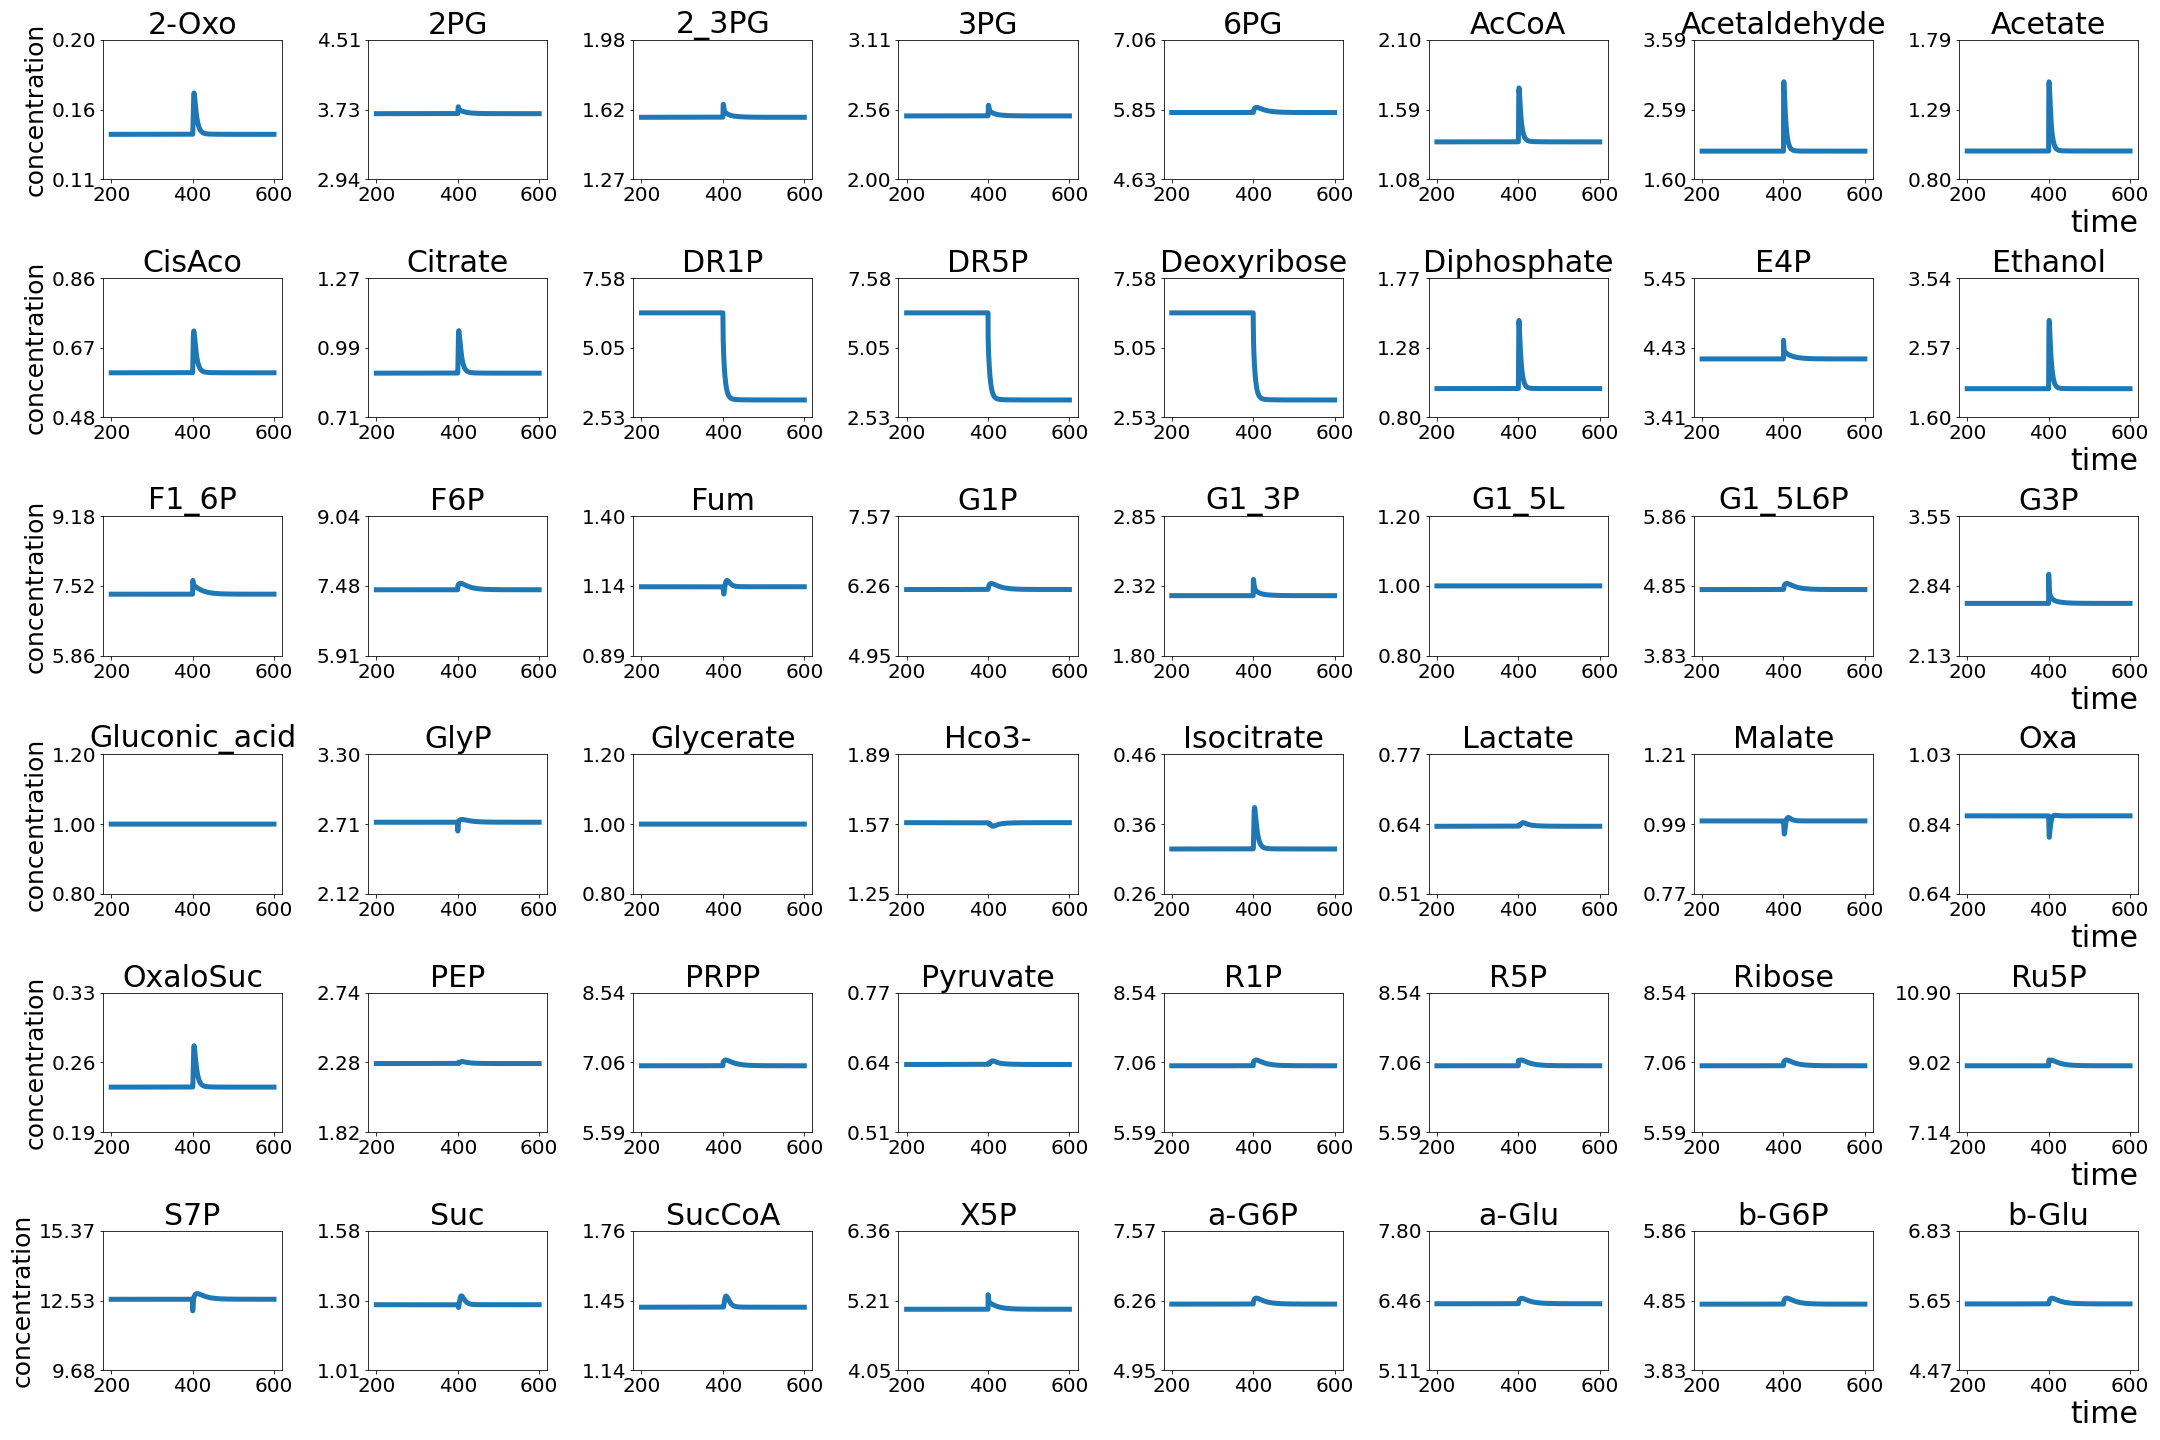 2-Oxo 2PG 2_3PG 3PG 6PG AcCoA Acetaldehyde Acetate
0.20 4.51 1.98 3.11 7.06 2.10 3.59 1.79
0.16 3.73 1.62 2.56 5.85 1.59 2.59 1.29
0.11 2.94 1.27 2.00 4.63 1.08 1.60 0.80
concentration
200 400 600 200 400 600 200 400 600 200 400 600 200 400 600 200 400 600 200 400 600 200 400 600
time
CisAco Citrate DR1P DR5P Deoxyribose Diphosphate E4P Ethanol
0.86 1.27 7.58 7.58 7.58 1.77 5.45 3.54
0.67 0.99 5.05 5.05 5.05 1.28 4.43 2.57
0.48 0.71 2.53 2.53 2.53 0.80 3.41 1.60
concentration
200 400 600 200 400 600 200 400 600 200 400 600 200 400 600 200 400 600 200 400 600 200 400 600
time
F1_6P F6P Fum G1P G1_3P G1_5L G1_5L6P G3P
9.18 9.04 1.40 7.57 2.85 1.20 5.86 3.55
7.52 7.48 1.14 6.26 2.32 1.00 4.85 2.84
5.86 5.91 0.89 4.95 1.80 0.80 3.83 2.13
concentration
200 400 600 200 400 600 200 400 600 200 400 600 200 400 600 200 400 600 200 400 600 200 400 600
time
Gluconic_acid GlyP Glycerate Hco3- Isocitrate Lactate Malate Oxa
1.20 3.30 1.20 1.89 0.46 0.77 1.21 1.03
1.00 2.71 1.00 1.57 0.36 0.64 0.99 0.84
0.80 2.12 0.80 1.25 0.26 0.51 0.77 0.64
concentration
200 400 600 200 400 600 200 400 600 200 400 600 200 400 600 200 400 600 200 400 600 200 400 600
time
OxaloSuc PEP PRPP Pyruvate R1P R5P Ribose Ru5P
0.33 2.74 8.54 0.77 8.54 8.54 8.54 10.90
0.26 2.28 7.06 0.64 7.06 7.06 7.06 9.02
0.19 1.82 5.59 0.51 5.59 5.59 5.59 7.14
concentration
200 400 600 200 400 600 200 400 600 200 400 600 200 400 600 200 400 600 200 400 600 200 400 600
time
S7P Suc SucCoA X5P a-G6P a-Glu b-G6P b-Glu
15.37 1.58 1.76 6.36 7.57 7.80 5.86 6.83
12.53 1.30 1.45 5.21 6.26 6.46 4.85 5.65
9.68 1.01 1.14 4.05 4.95 5.11 3.83 4.47
concentration
200 400 600 200 400 600 200 400 600 200 400 600 200 400 600 200 400 600 200 400 600 200 400 600
time